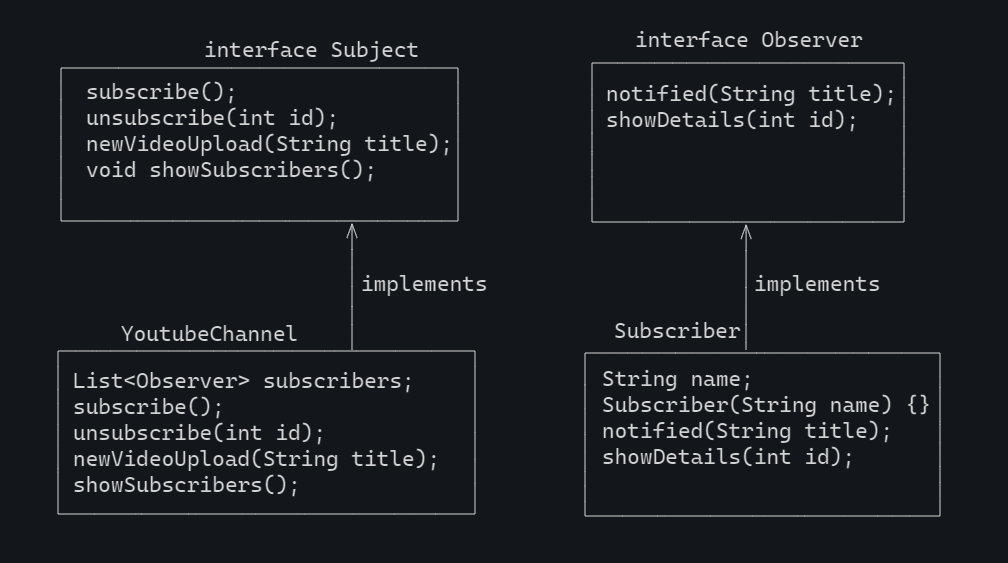 interface Subject
subscribe();
unsubscribe(int id);
newVideoUpload(String title);
void showSubscribers();
interface Observer
notified(String title);
showDetails(int id);
implements
implements
YoutubeChannel
List<Observer> subscribers;
subscribe();
unsubscribe(int id);
newVideoUpload(String title);
showSubscribers();
Subscriber
String name;
Subscriber(String name) {}
notified(String title);
showDetails(int id);